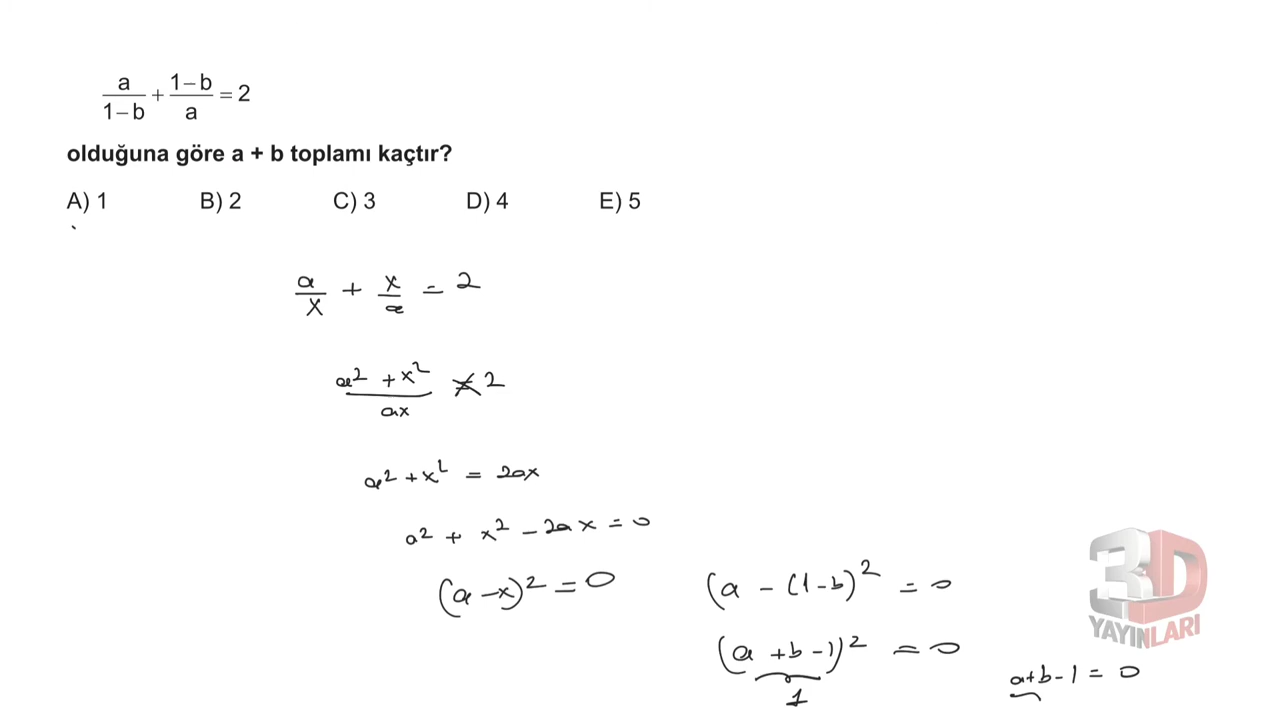 a/(1–b) + (1–b)/a = 2
olduğuna göre a + b toplamı kaçtır?
A) 1 B) 2 C) 3 D) 4 E) 5
a/x + x/a = 2
(a² + x²)/ax = 2
a² + x² = 2ax
a² + x² – 2ax = 0
(a – x)² = 0
(a – (1 – b)² = 0
(a + b – 1)² = 0
1
a + b – 1 = 0
3D
YAYINLARI